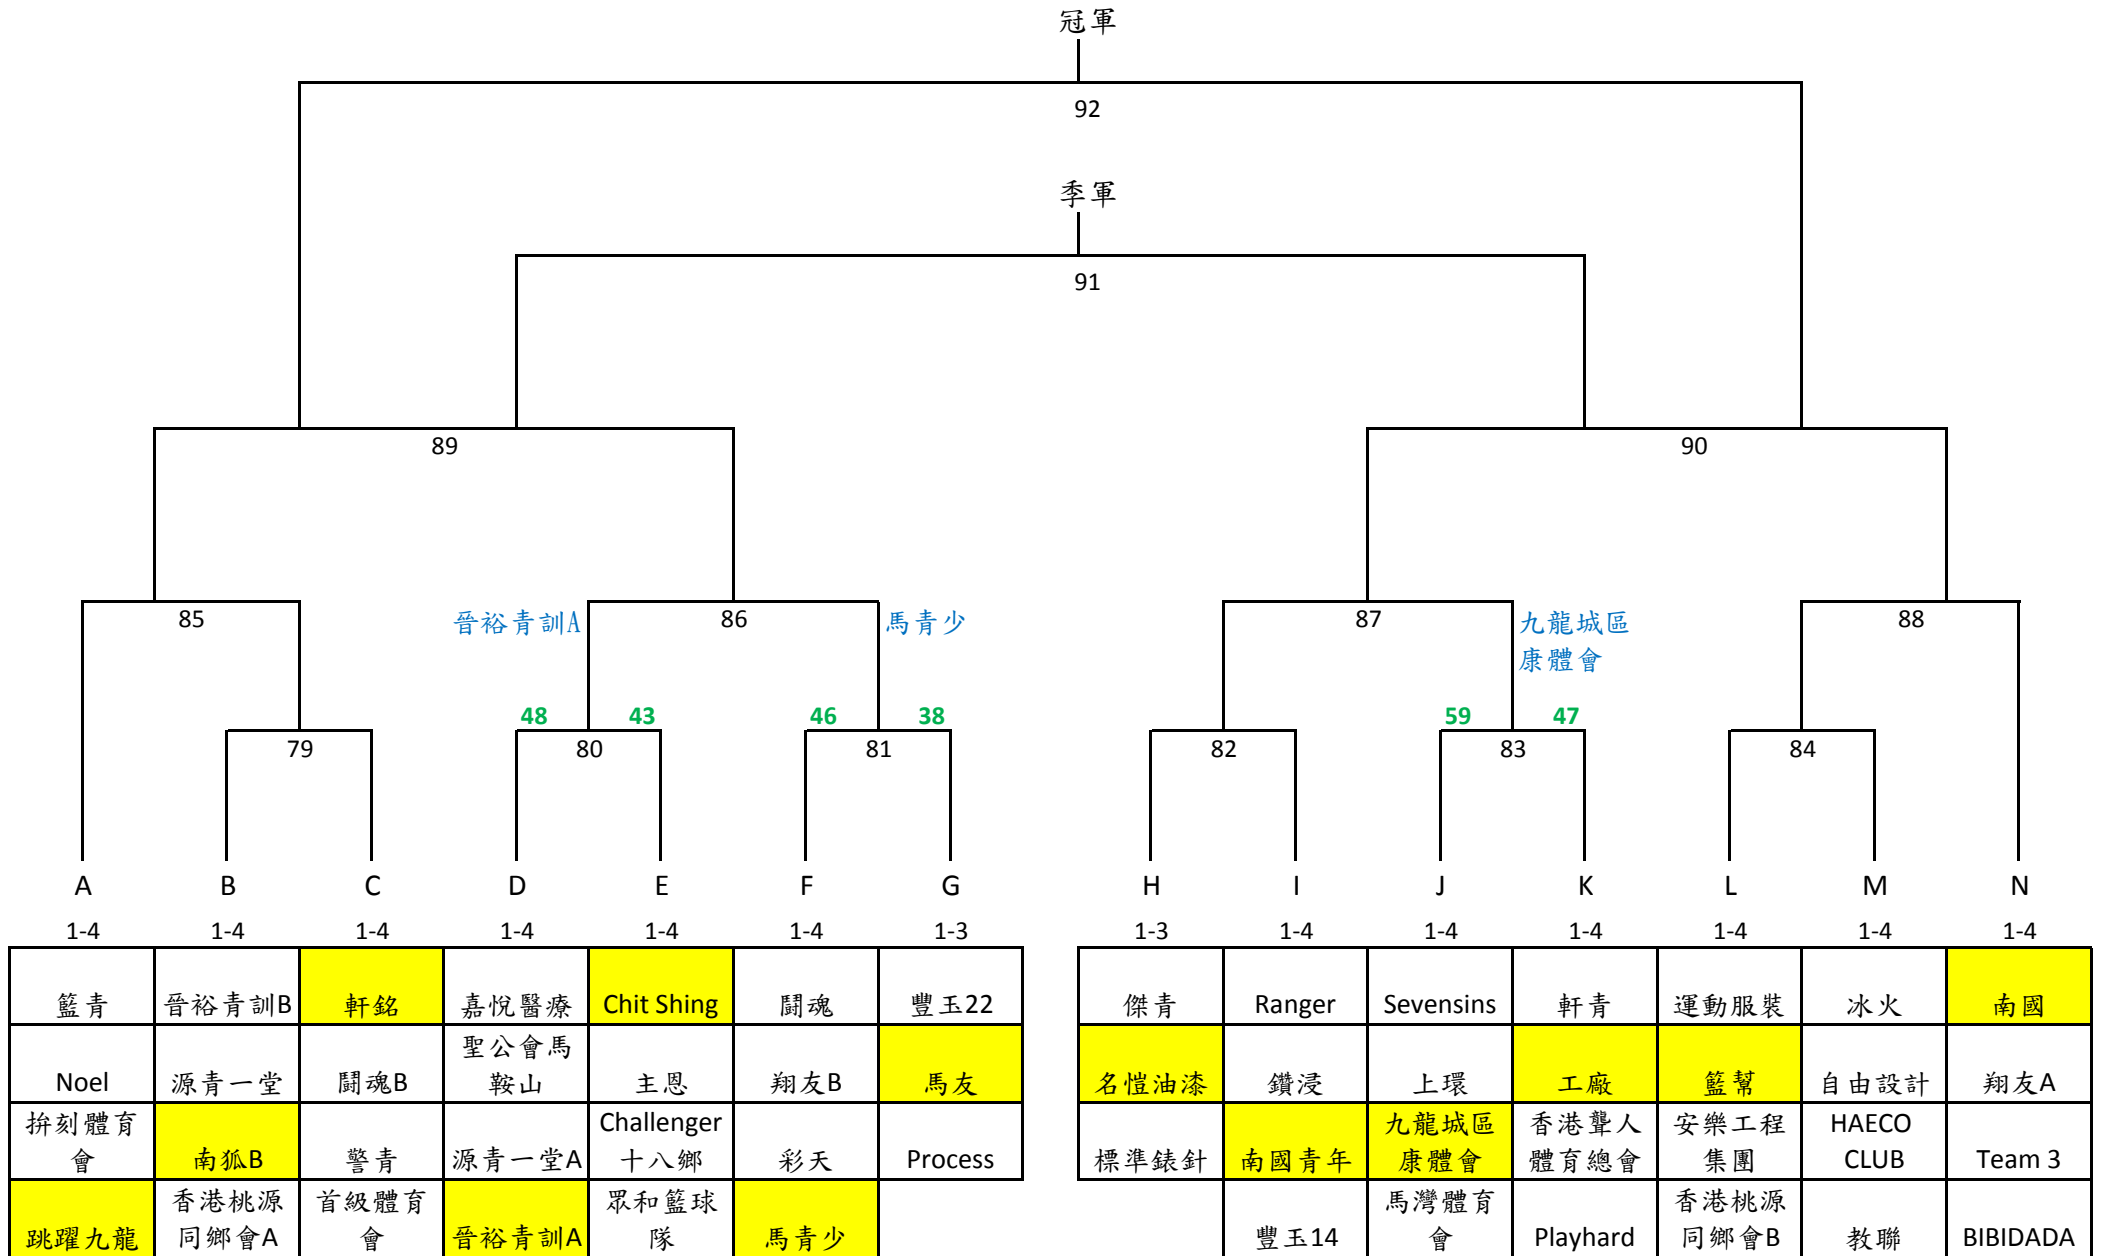 冠軍
92
季軍
91
89 90
85 晉裕青訓A 86 馬青少 87 九龍城區 88
康體會
48 43 46 38 59 47
79 80 81 82 83 84
A B C D E F G H I J K L M N
1-4 1-4 1-4 1-4 1-4 1-4 1-3 1-3 1-4 1-4 1-4 1-4 1-4 1-4
籃青 晉裕青訓B 軒銘 嘉悅醫療 Chit Shing 鬪魂 豐玉22 傑青 Ranger Sevensins 軒青 運動服裝 冰火 南國
聖公會馬
Noel 源青一堂 鬪魂B 鞍山 主恩 翔友B 馬友 名愷油漆 鑽浸 上環 工廠 籃幫 自由設計 翔友A
拚刻體育 Challenger 九龍城區 香港聾人 安樂工程 HAECO
會 南狐B 警青 源青一堂A 十八鄉 彩天 Process 標準錶針 南國青年 康體會 體育總會 集團 CLUB Team 3
香港桃源 首級體育 眾和籃球 馬灣體育 香港桃源
跳躍九龍 同鄉會A 會 晉裕青訓A 隊 馬青少 豐玉14 會 Playhard 同鄉會B 教聯 BIBIDADA